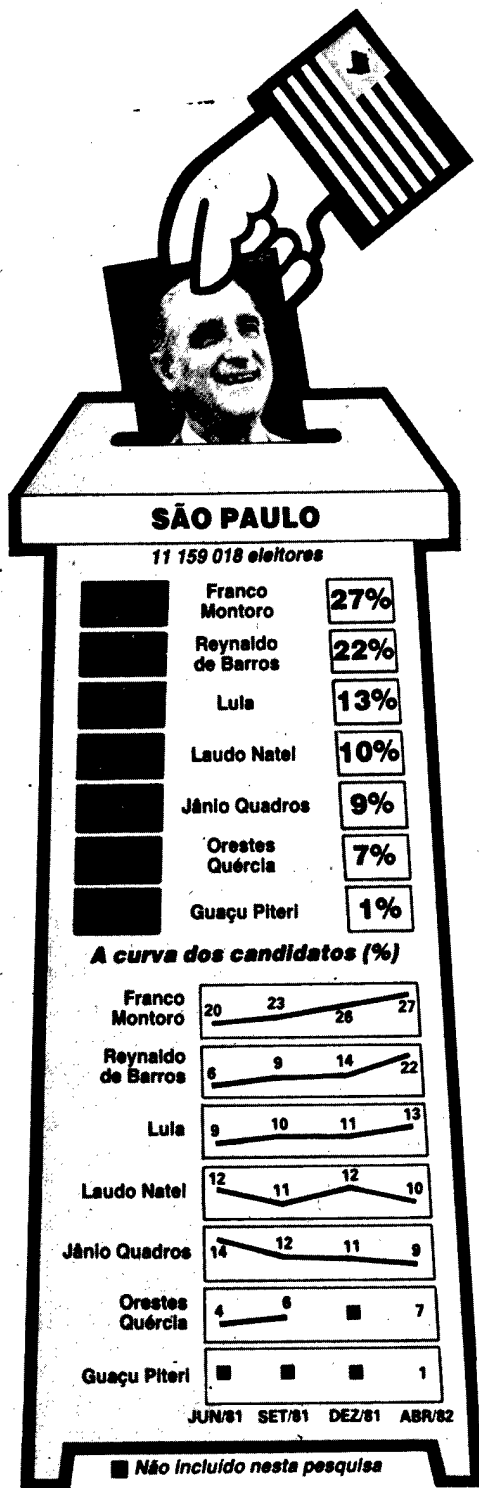 SÃO PAULO
11 159 018 eleitores
Franco
Montoro 27%
Reynaldo
de Barros 22%
Lula 13%
Laudo Natel 10%
Jânio Quadros 9%
Orestes
Quércia 7%
Guaçu Piteri 1%
A curva dos candidatos (%)
Franco
Montoro 20 23 26 27
Reynaldo
de Barros 6 9 14 22
Lula 9 10 11 13
Laudo Natel 12 11 12 10
Jânio Quadros 14 12 11 9
Orestes
Quércia 4 6 ■ 7
Guaçu Piteri ■ ■ ■ 1
JUN/81 SET/81 DEZ/81 ABR/82
■ Não incluído nesta pesquisa